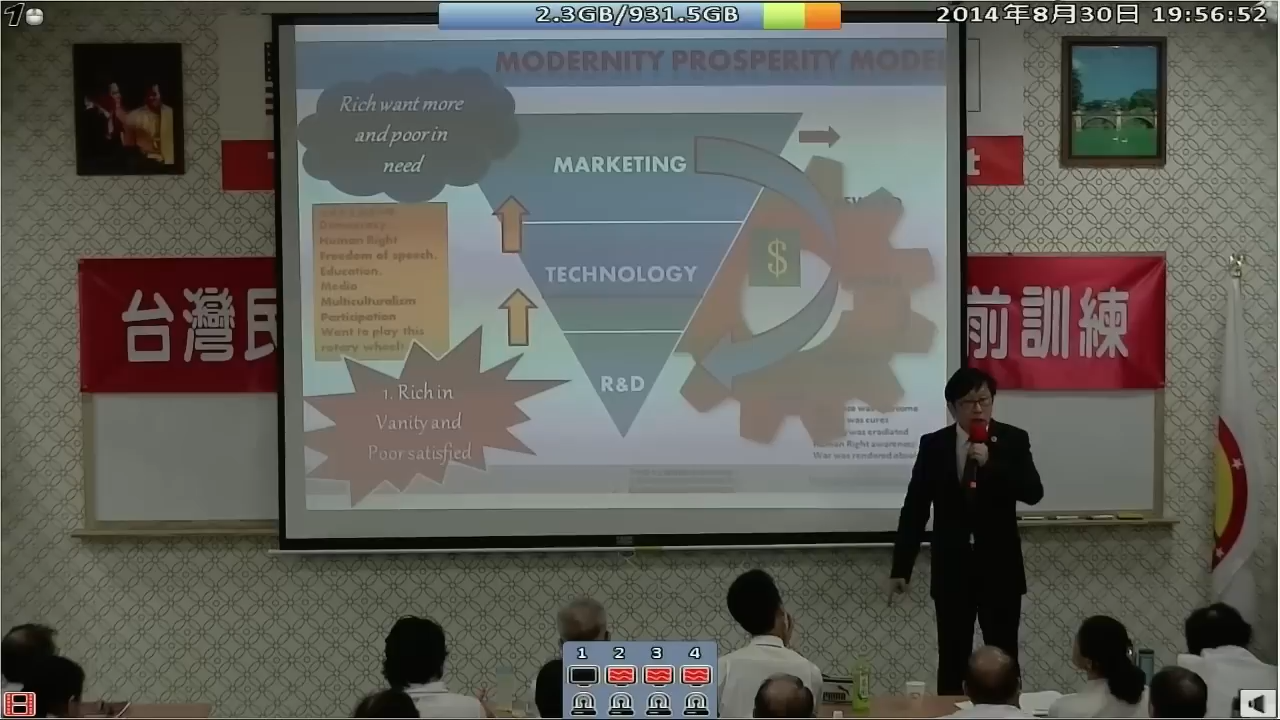 1
2.3GB/931.5GB
2014年8月30日 19:56:52
MODERNITY PROSPERITY MODEL
Rich want more
and poor in
need
MARKETING
Democracy
Human Right
Freedom of speech.
Education.
Media
Multiculturalism
Participation
Want to play this
rotary wheel!
$
TECHNOLOGY
台灣民
前訓練
t
R&D
1. Rich in
Vanity and
Poor satisfied
was cures
was eradiated
Human Right awareness
War was rendered
1 2 3 4